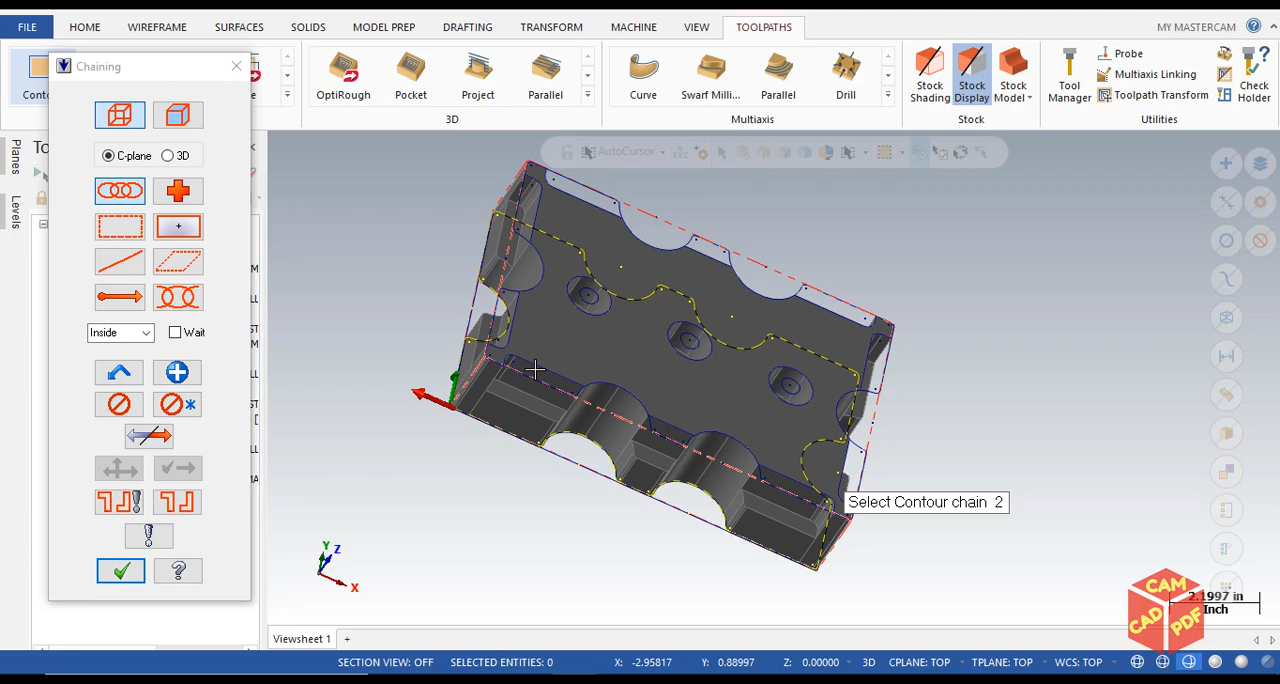 FILE HOME WIREFRAME SURFACES SOLIDS MODEL PREP DRAFTING TRANSFORM MACHINE VIEW TOOLPATHS MY MASTERCAM
Chaining
Conto
OptiRough Pocket Project Parallel
Curve Swarf Milli... Parallel Drill
Stock Shading
Stock Display
Stock Model
Tool Manager
Probe
Multiaxis Linking
Toolpath Transform
Check Holder
3D Multiaxis Stock Utilities
Planes
Levels
To
AutoCursor
C-plane 3D
Inside Wait
Select Contour chain 2
Y
Z
X
2.1997 in
Inch
CAM
CAD
PDF
Viewsheet 1 +
SECTION VIEW: OFF SELECTED ENTITIES: 0 X: -2.95817 Y: 0.88997 Z: 0.00000 3D CPLANE: TOP TPLANE: TOP WCS: TOP